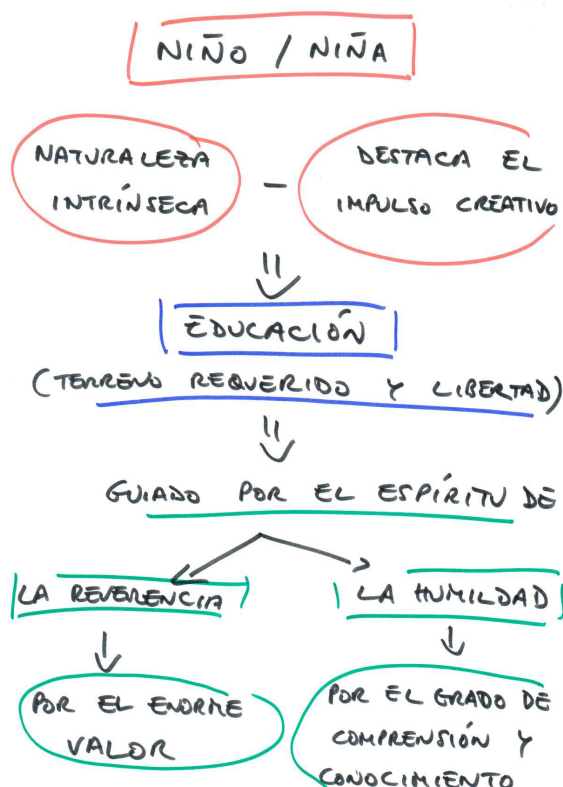 NIÑO / NIÑA
NATURALEZA
INTRÍNSECA
-
DESTACA EL
IMPULSO CREATIVO
EDUCACIÓN
(TERRENO REQUERIDO Y LIBERTAD)
GUIADO POR EL ESPÍRITU DE
LA REVERENCIA
LA HUMILDAD
POR EL ENORME
VALOR
POR EL GRADO DE
COMPRENSIÓN Y
CONOCIMIENTO